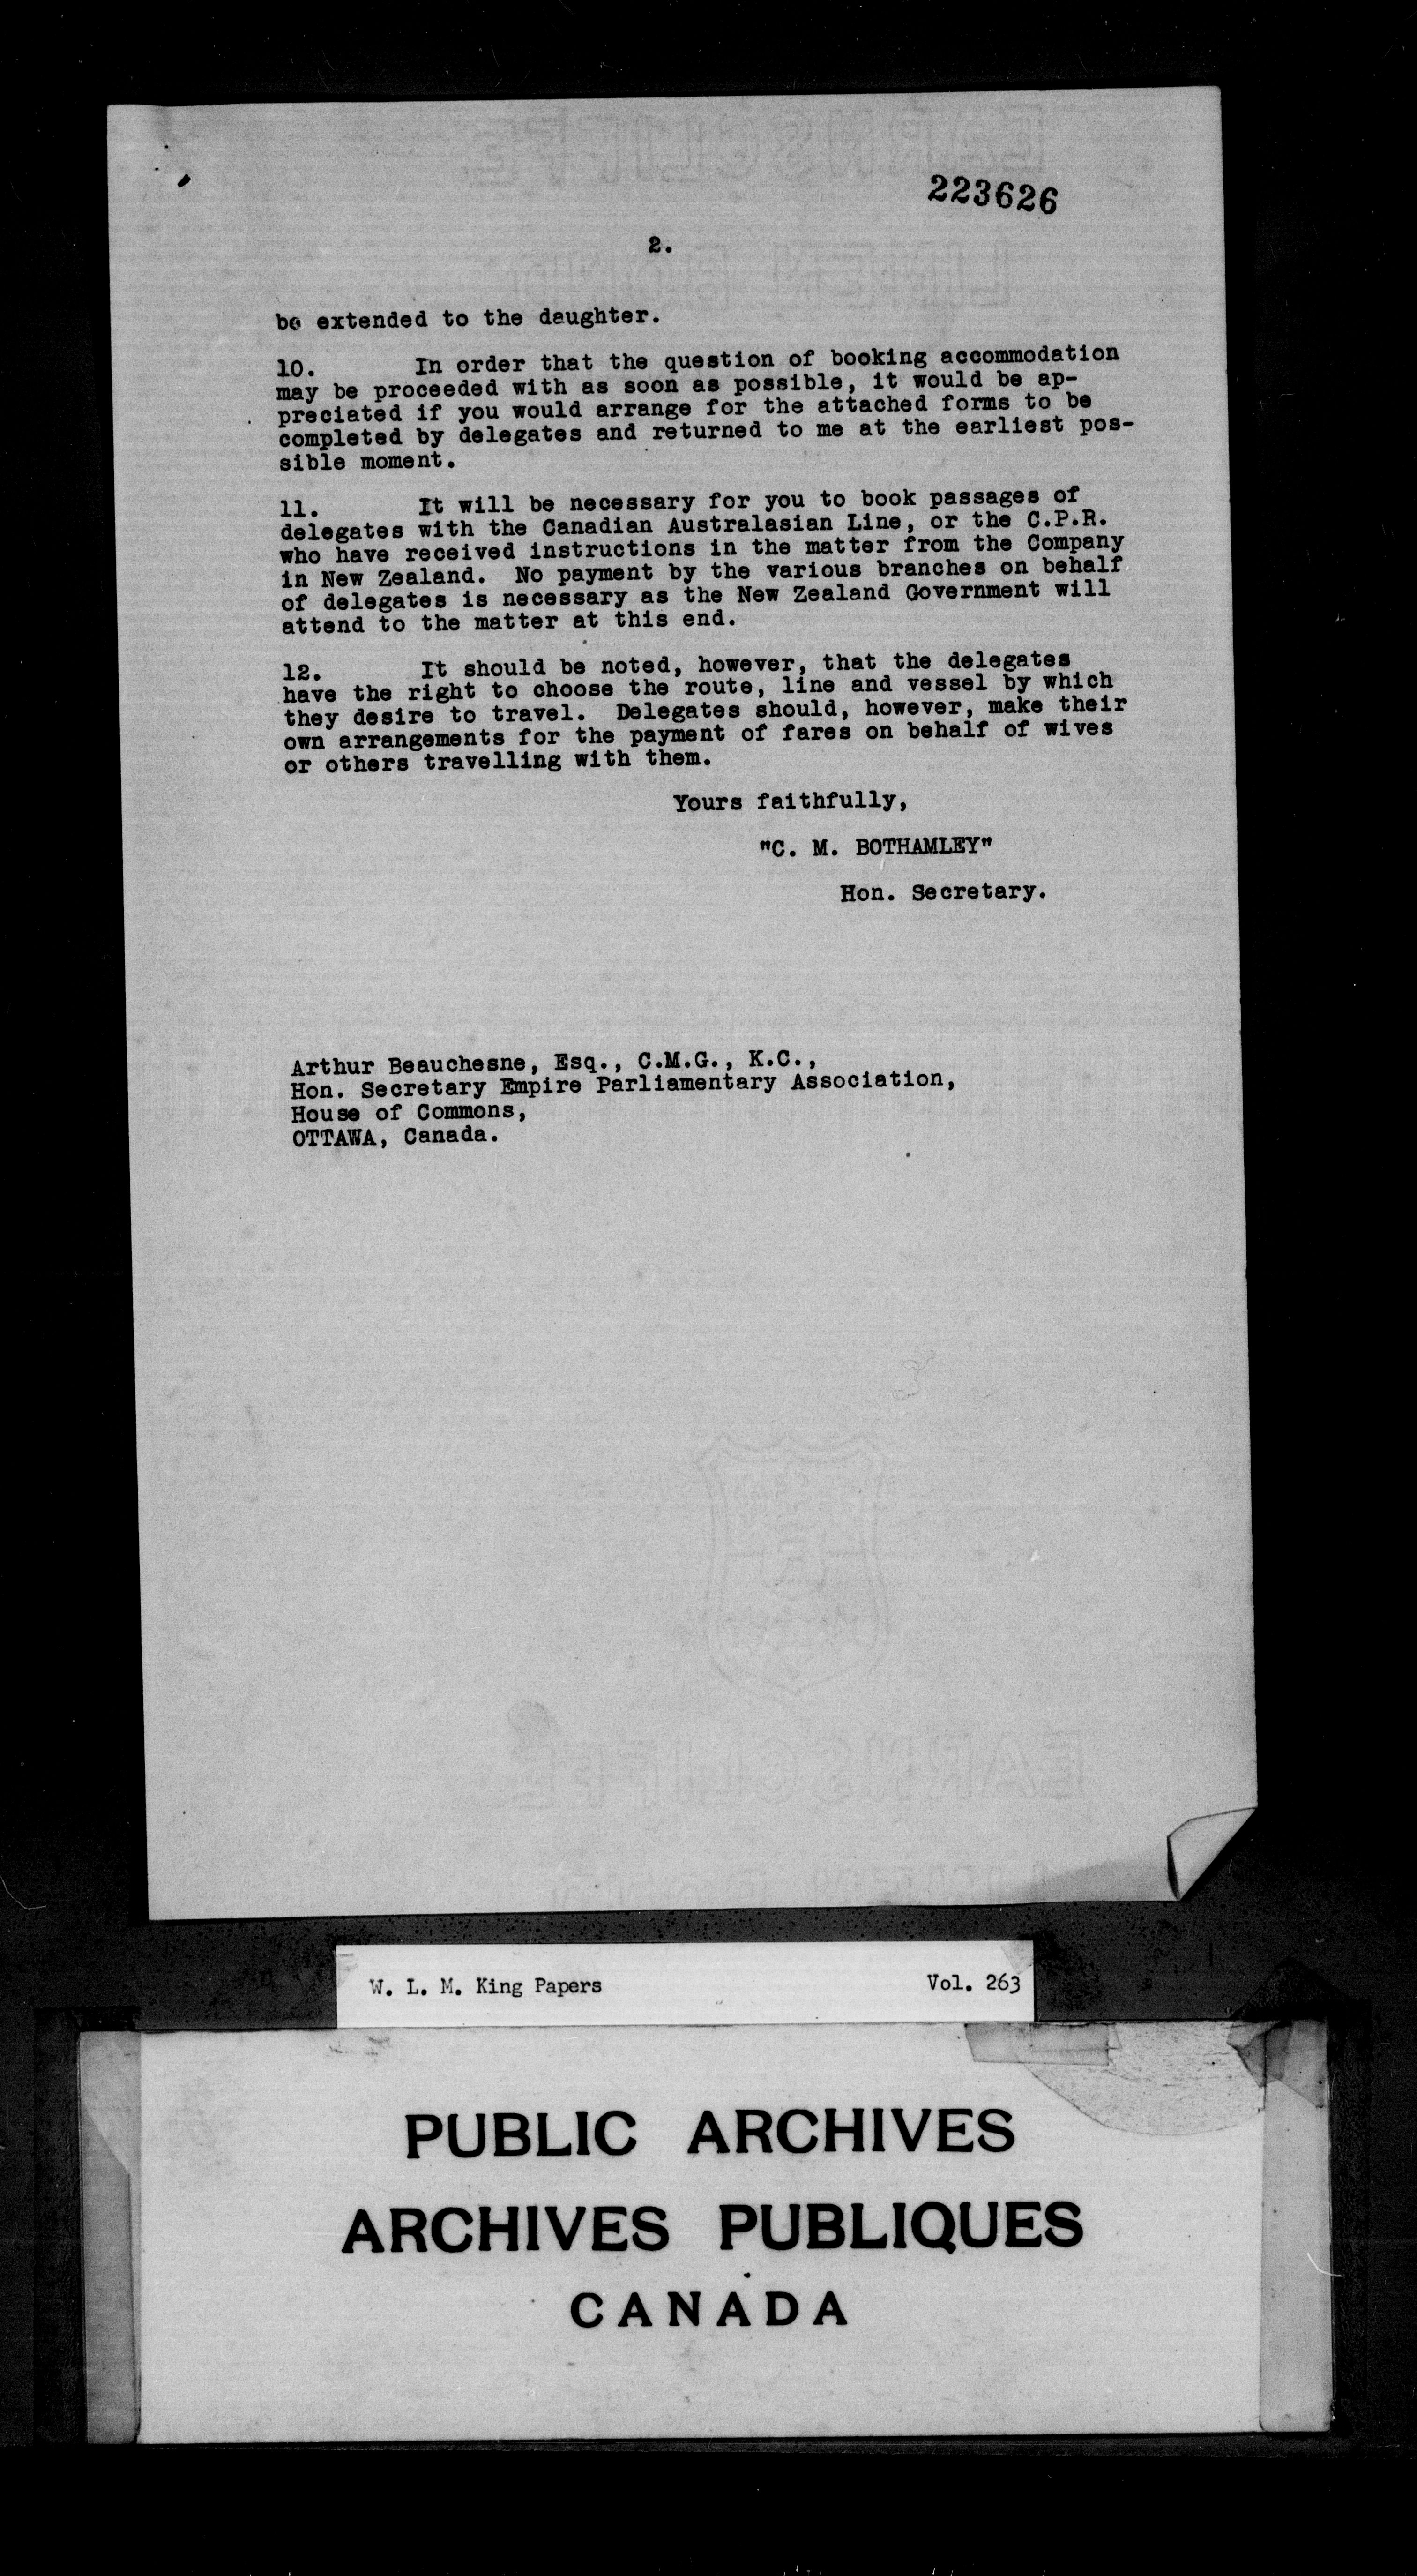 223626
2.
be extended to the daughter.
10. In order that the question of booking accommodation
may be proceeded with as soon as possible, it would be ap-
preciated if you would arrange for the attached forms to be
completed by delegates and returned to me at the earliest pos-
sible moment.
11. It will be necessary for you to book passages of
delegates with the Canadian Australasian Line, or the C.P.R.
who have received instructions in the matter from the Company
in New Zealand. No payment by the various branches on behalf
of delegates is necessary as the New Zealand Government will
attend to the matter at this end.
12. It should be noted, however, that the delegates
have the right to choose the route, line and vessel by which
they desire to travel. Delegates should, however, make their
own arrangements for the payment of fares on behalf of wives
or others travelling with them.
Yours faithfully,
"C. M. BOTHAMLEY"
Hon. Secretary.
Arthur Beauchesne, Esq., C.M.G., K.C.,
Hon. Secretary Empire Parliamentary Association,
House of Commons,
OTTAWA, Canada.
EARNSCLIFFE
W. L. M. King Papers Vol. 263
PUBLIC ARCHIVES
ARCHIVES PUBLIQUES
CANADA